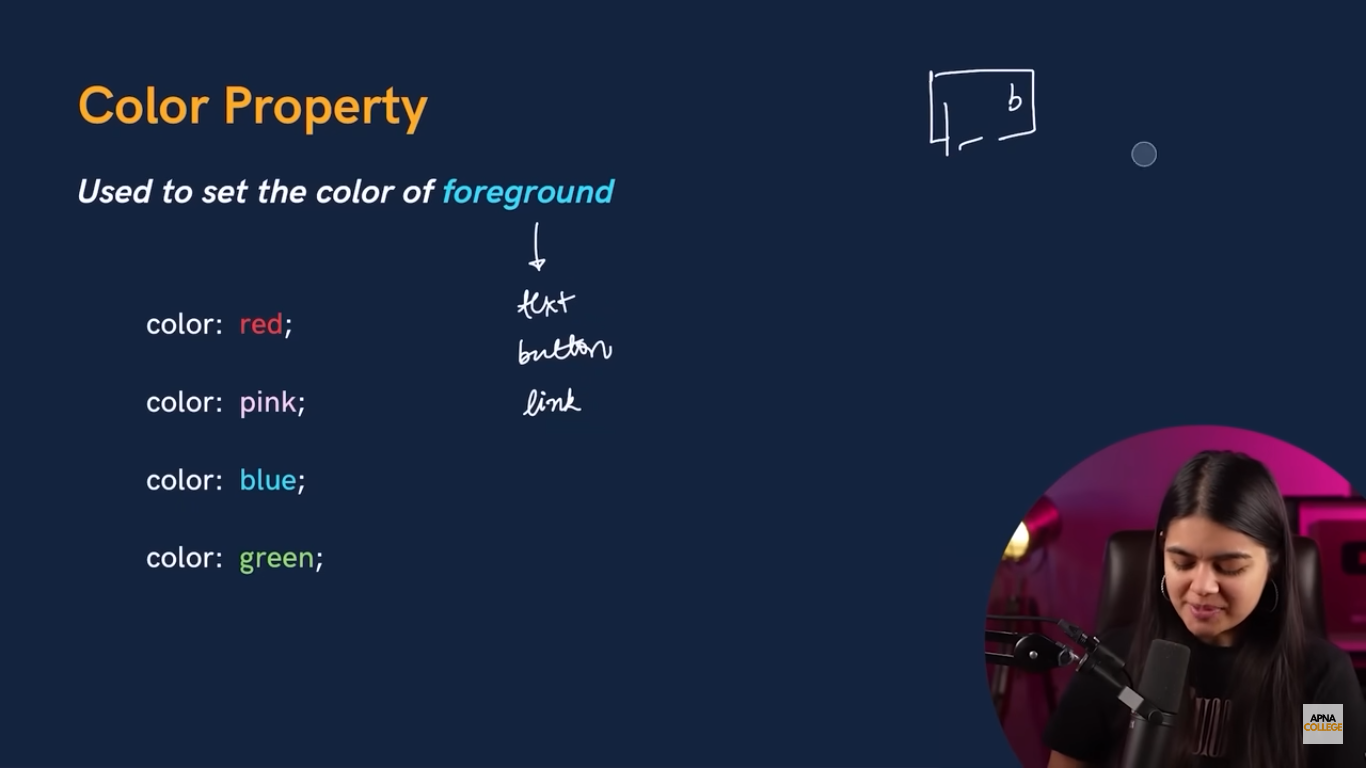 Color Property
b
Used to set the color of foreground
text
color: red;
button
color: pink;
link
color: blue;
color: green;
APNA
COLLEGE